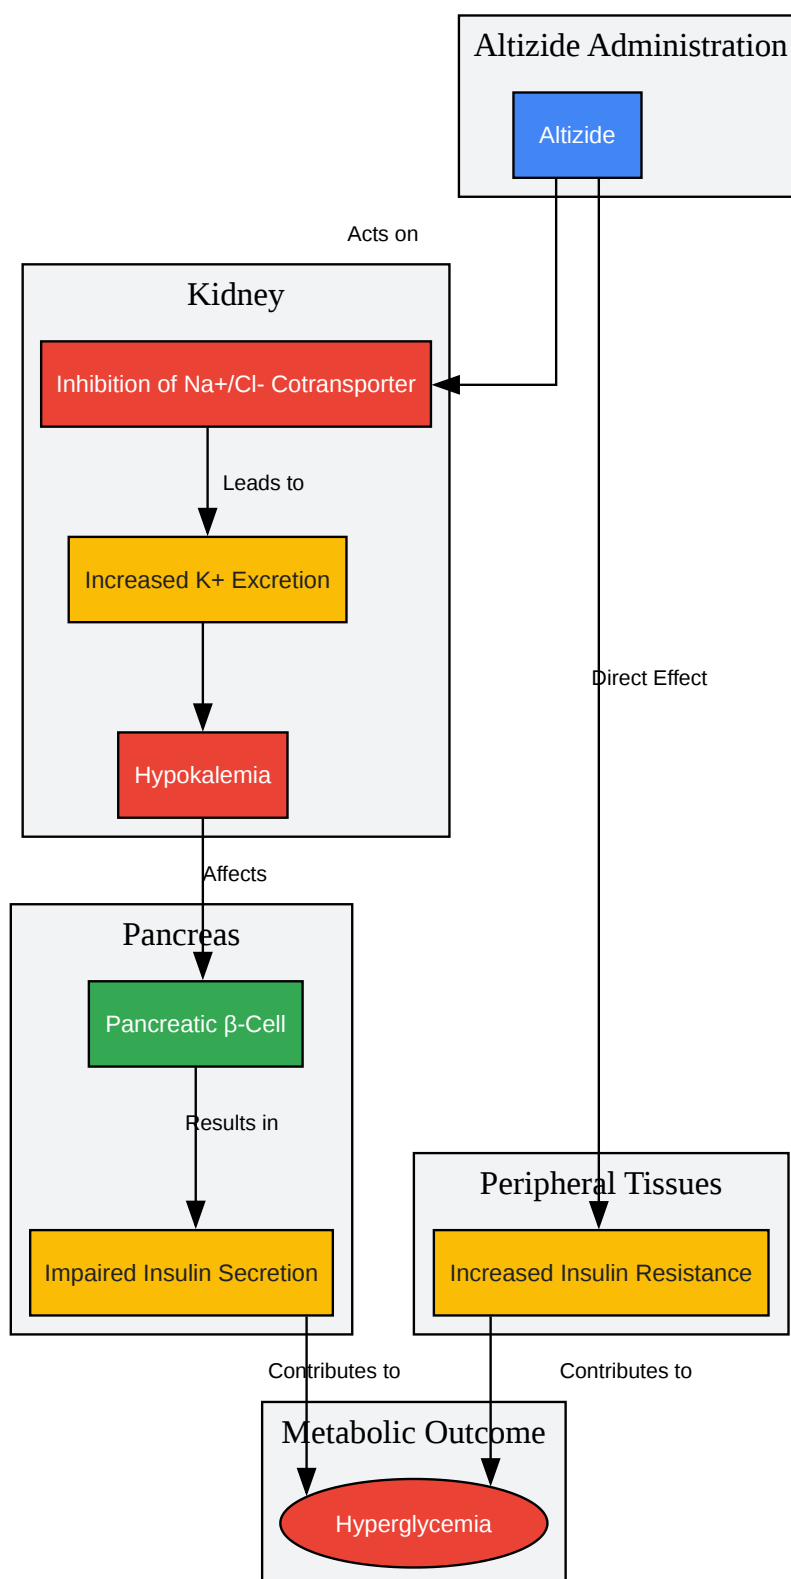 Altizide Administration
Altizide
Acts on
Kidney
Inhibition of Na+/Cl- Cotransporter
Leads to
Increased K+ Excretion
Direct Effect
Hypokalemia
Affects
Pancreas
Pancreatic β-Cell
Results in
Peripheral Tissues
Impaired Insulin Secretion
Increased Insulin Resistance
Contributes to
Contributes to
Metabolic Outcome
Hyperglycemia